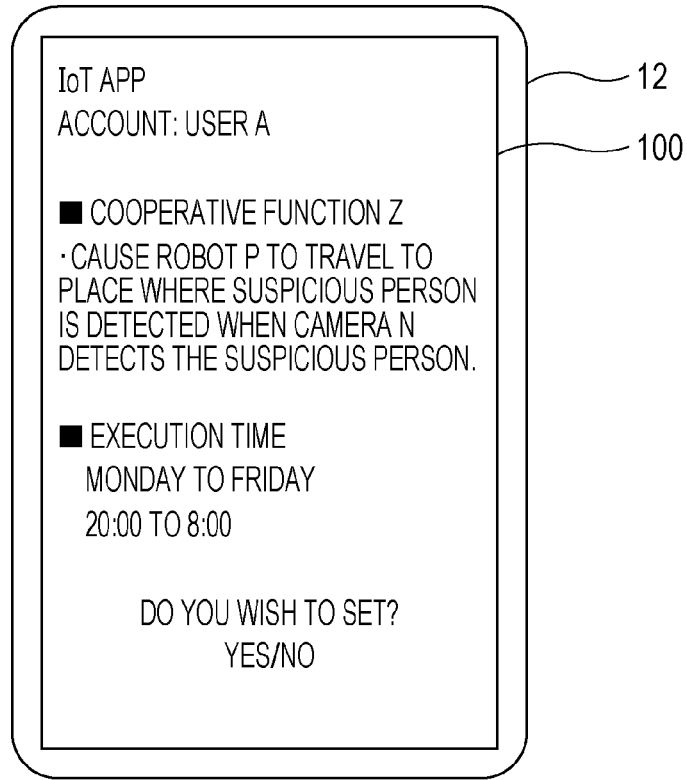 IoT APP
ACCOUNT: USER A
■ COOPERATIVE FUNCTION Z
·CAUSE ROBOT P TO TRAVEL TO
PLACE WHERE SUSPICIOUS PERSON
IS DETECTED WHEN CAMERA N
DETECTS THE SUSPICIOUS PERSON.
■ EXECUTION TIME
MONDAY TO FRIDAY
20:00 TO 8:00
DO YOU WISH TO SET?
YES/NO
12
100